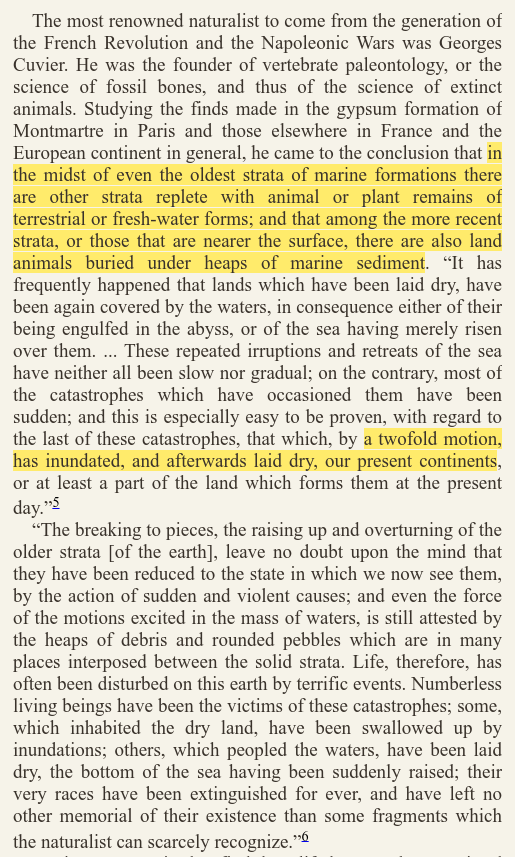 The most renowned naturalist to come from the generation of
the French Revolution and the Napoleonic Wars was Georges
Cuvier. He was the founder of vertebrate paleontology, or the
science of fossil bones, and thus of the science of extinct
animals. Studying the finds made in the gypsum formation of
Montmartre in Paris and those elsewhere in France and the
European continent in general, he came to the conclusion that in
the midst of even the oldest strata of marine formations there
are other strata replete with animal or plant remains of
terrestrial or fresh-water forms; and that among the more recent
strata, or those that are nearer the surface, there are also land
animals buried under heaps of marine sediment. “It has
frequently happened that lands which have been laid dry, have
been again covered by the waters, in consequence either of their
being engulfed in the abyss, or of the sea having merely risen
over them. ... These repeated irruptions and retreats of the sea
have neither all been slow nor gradual; on the contrary, most of
the catastrophes which have occasioned them have been
sudden; and this is especially easy to be proven, with regard to
the last of these catastrophes, that which, by a twofold motion,
has inundated, and afterwards laid dry, our present continents,
or at least a part of the land which forms them at the present
day.”5
“The breaking to pieces, the raising up and overturning of the
older strata [of the earth], leave no doubt upon the mind that
they have been reduced to the state in which we now see them,
by the action of sudden and violent causes; and even the force
of the motions excited in the mass of waters, is still attested by
the heaps of debris and rounded pebbles which are in many
places interposed between the solid strata. Life, therefore, has
often been disturbed on this earth by terrific events. Numberless
living beings have been the victims of these catastrophes; some,
which inhabited the dry land, have been swallowed up by
inundations; others, which peopled the waters, have been laid
dry, the bottom of the sea having been suddenly raised; their
very races have been extinguished for ever, and have left no
other memorial of their existence than some fragments which
the naturalist can scarcely recognize.”6